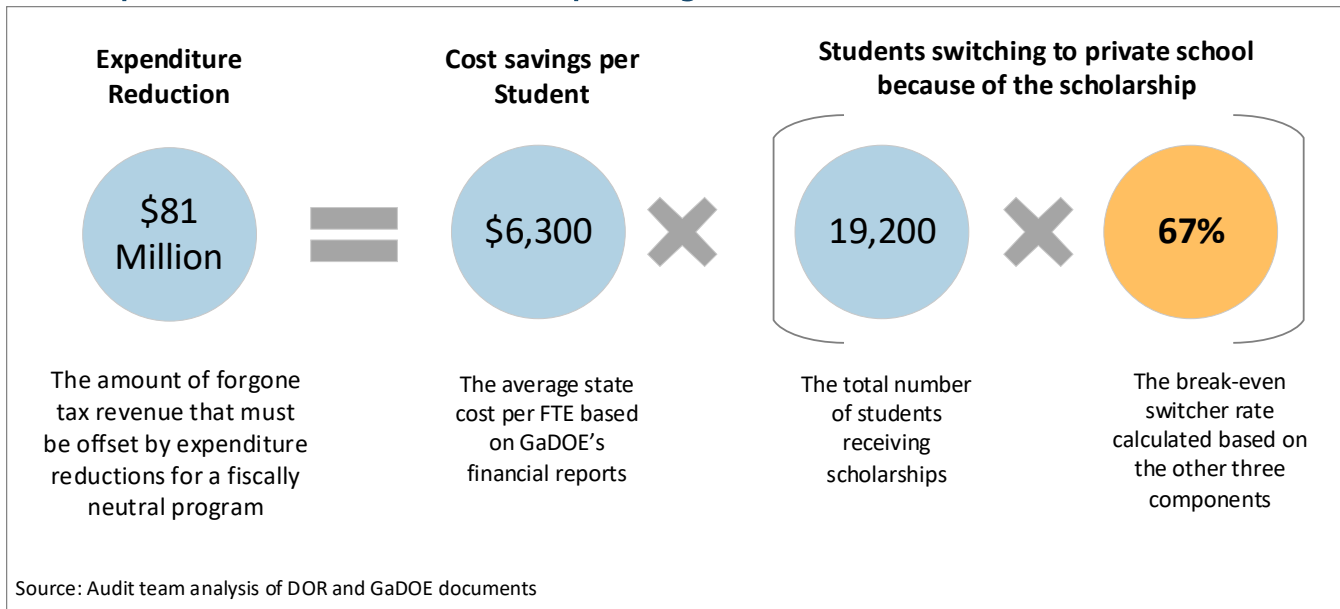 Expenditure
Reduction
Cost savings per
Student
Students switching to private school
because of the scholarship
$81
Million
$6,300
19,200
67%
The amount of forgone
tax revenue that must
be offset by expenditure
reductions for a fiscally
neutral program
The average state
cost per FTE based
on GaDOE's
financial reports
The total number
of students
receiving
scholarships
The break-even
switcher rate
calculated based on
the other three
components
Source: Audit team analysis of DOR and GaDOE documents